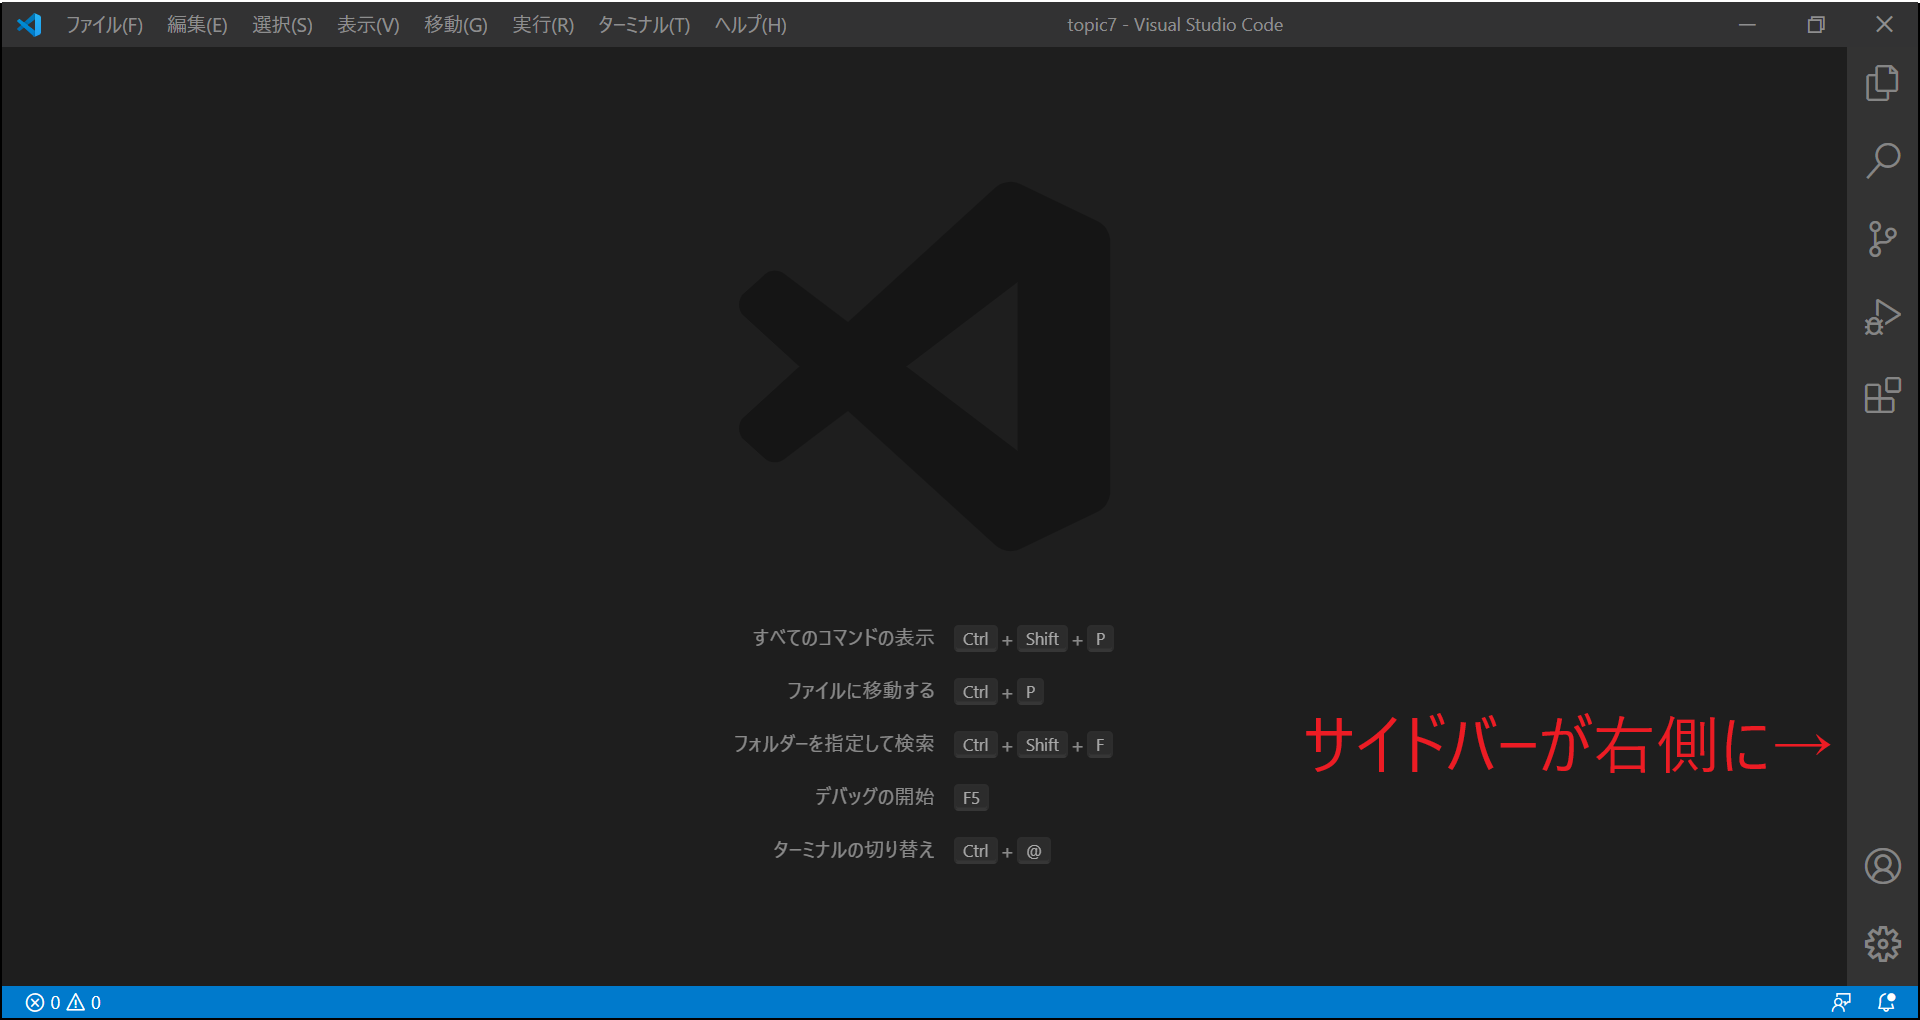 ファイル(F) 編集(E) 選択(S) 表示(V) 移動(G) 実行(R) ターミナル(T) ヘルプ(H) topic7 - Visual Studio Code
すべてのコマンドの表示 Ctrl + Shift + P
ファイルに移動する Ctrl + P
フォルダーを指定して検索 Ctrl + Shift + F
デバッグの開始 F5
ターミナルの切り替え Ctrl + @
サイドバーが右側に→
0 0